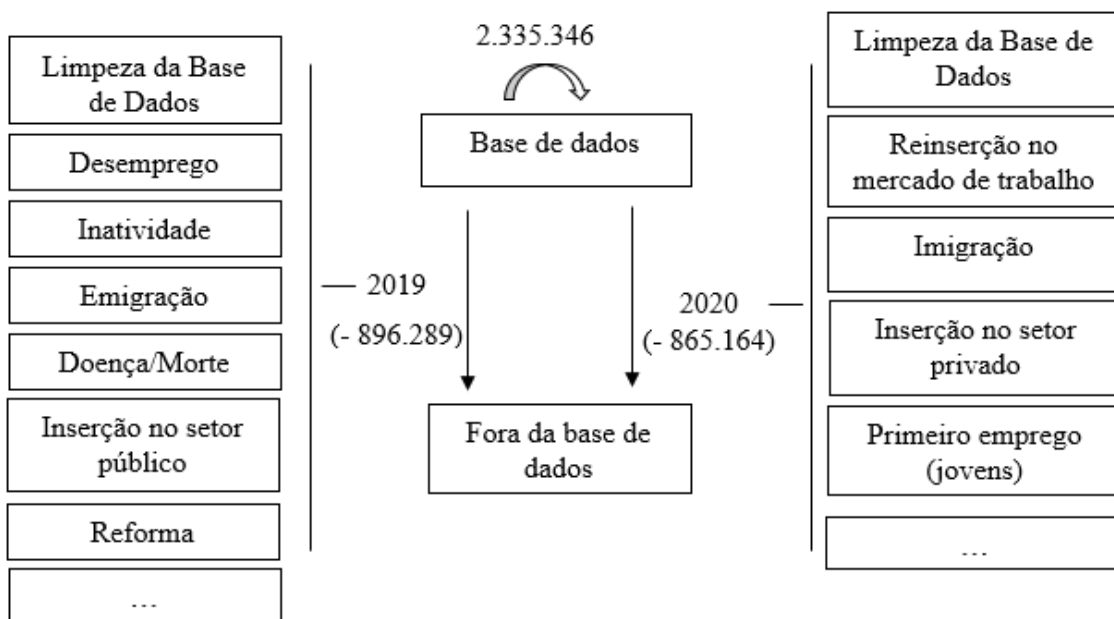 Limpeza da Base
de Dados
Desemprego
Inatividade
Emigração
Doença/Morte
Inserção no setor
público
Reforma
...
2.335.346
Base de dados
2019
(- 896.289)
2020
(- 865.164)
Fora da base de
dados
Limpeza da Base de
Dados
Reinserção no
mercado de trabalho
Imigração
Inserção no setor
privado
Primeiro emprego
(jovens)
...